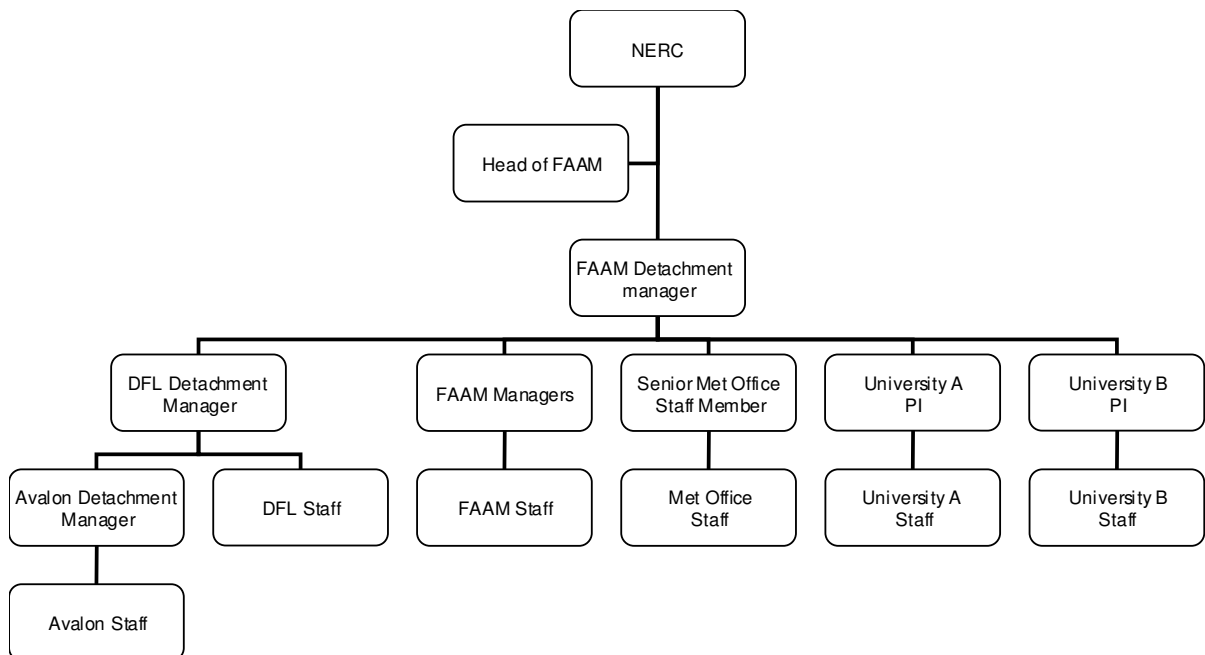 NERC
Head of FAAM
FAAM Detachment
manager
DFL Detachment
Manager
FAAM Managers
Senior Met Office
Staff Member
University A
PI
University B
PI
Avalon Detachment
Manager
DFL Staff
FAAM Staff
Met Office
Staff
University A
Staff
University B
Staff
Avalon Staff